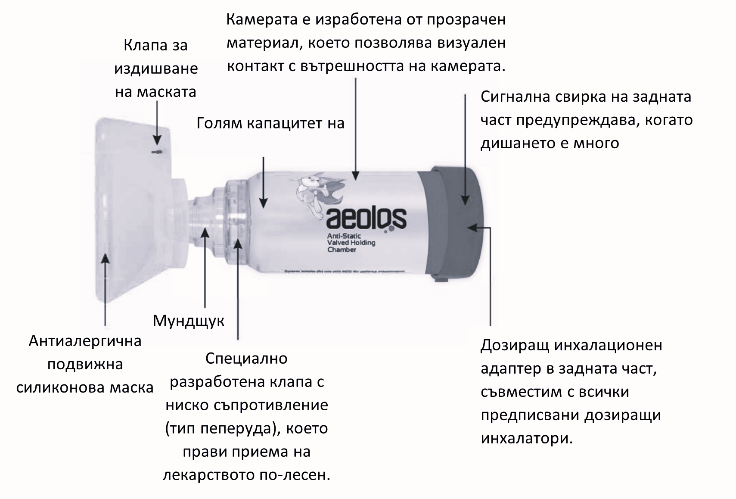 Камерата е изработена от прозрачен
материал, което позволява визуален
контакт с вътрешността на камерата.
Клапа за
издишване
на маската
Голям капацитет на
Сигнална свирка на задната
част предупреждава, когато
дишането е много
aeolos
Anti-Static
Valved Holding
Chamber
Мундщук
Антиалергична
подвижна
силиконова маска
Специално
разработена клапа с
ниско съпротивление
(тип пеперуда), което
прави приема на
лекарството по-лесен.
Дозиращ инхалационен
адаптер в задната част,
съвместим с всички
предписвани дозиращи
инхалатори.